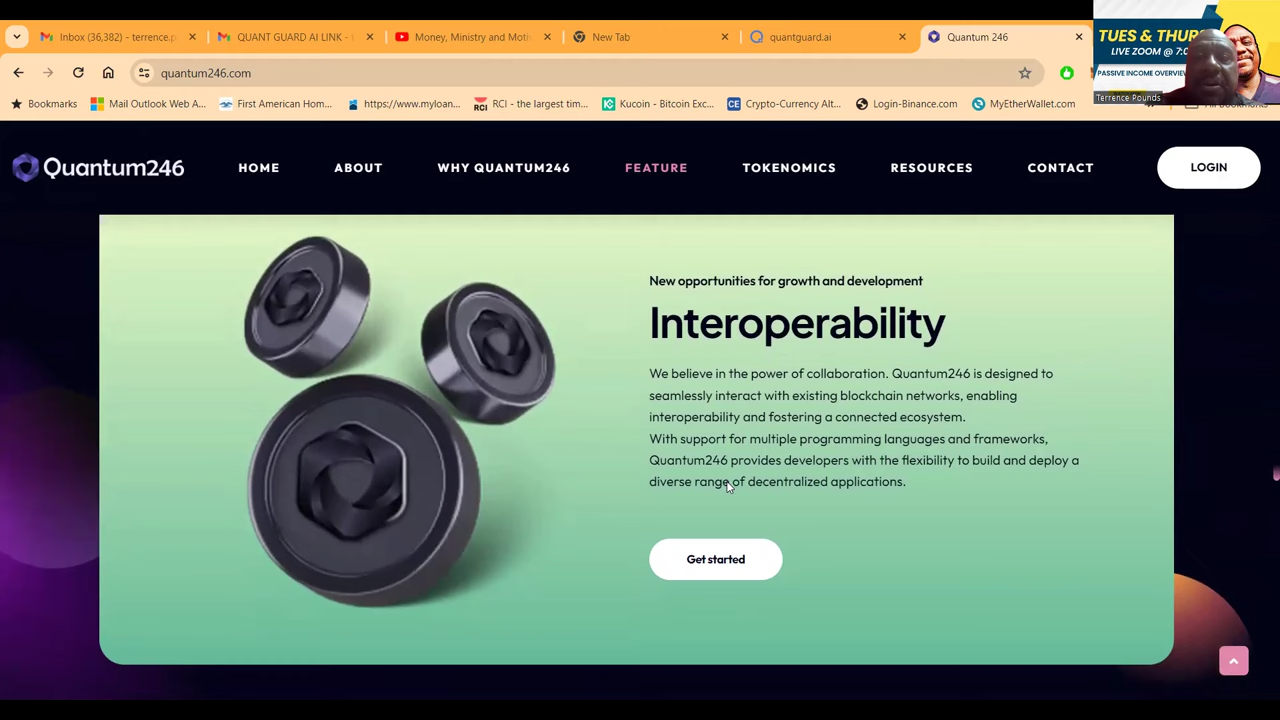 Inbox (36,382) - terrence.p
QUANT GUARD AI LINK - t
Money, Ministry and Moti
New Tab
quantguard.ai
Quantum 246
TUES & THURS
LIVE ZOOM @ 7:0
PASSIVE INCOME OVERVIEW
Terrence Pounds
quantum246.com
Bookmarks
Mail Outlook Web A...
First American Hom...
https://www.myloan...
RCI - the largest tim...
Kucoin - Bitcoin Exc...
Crypto-Currency Alt...
Login-Binance.com
MyEtherWallet.com
All Bookmarks
Quantum246
HOME
ABOUT
WHY QUANTUM246
FEATURE
TOKENOMICS
RESOURCES
CONTACT
LOGIN
New opportunities for growth and development
Interoperability
We believe in the power of collaboration. Quantum246 is designed to
seamlessly interact with existing blockchain networks, enabling
interoperability and fostering a connected ecosystem.
With support for multiple programming languages and frameworks,
Quantum246 provides developers with the flexibility to build and deploy a
diverse range of decentralized applications.
Get started